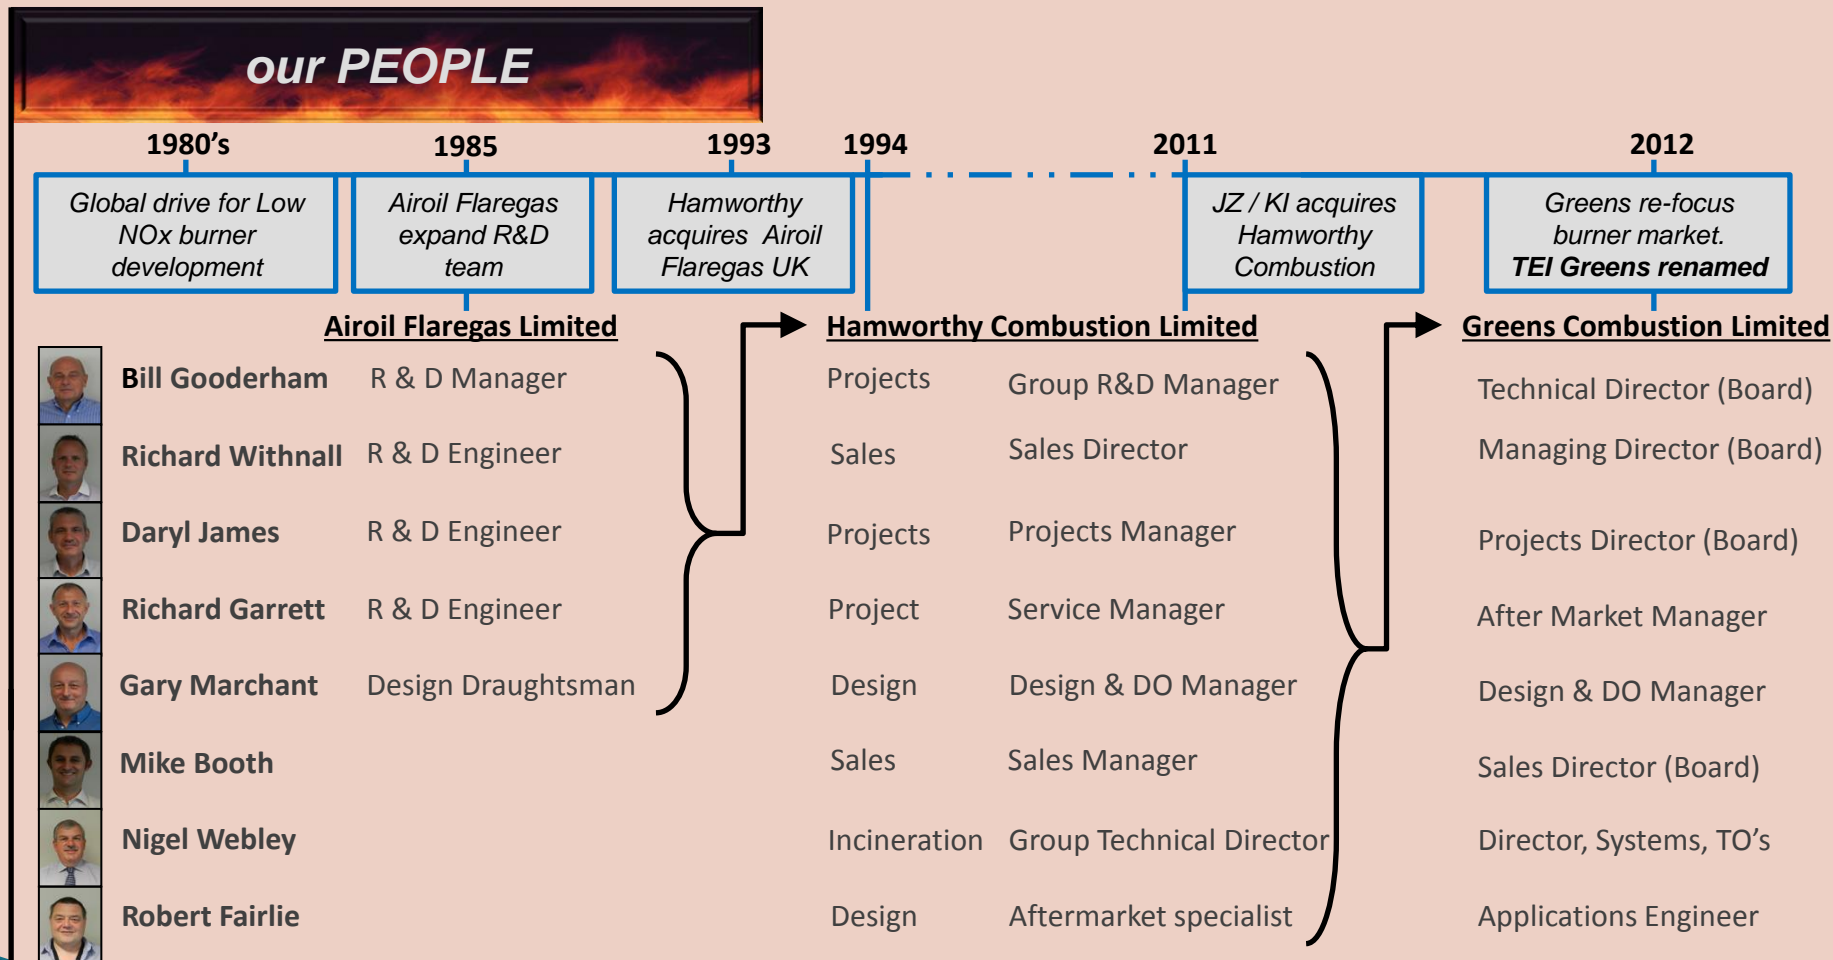 our PEOPLE
1980's 1985 1993 1994 2011 2012
Global drive for Low
NOx burner
development
Airoil Flaregas
expand R&D
team
Hamworthy
acquires Airoil
Flaregas UK
JZ / KI acquires
Hamworthy
Combustion
Greens re-focus
burner market.
TEI Greens renamed
Airoil Flaregas Limited Hamworthy Combustion Limited Greens Combustion Limited
Bill Gooderham R & D Manager Projects Group R&D Manager Technical Director (Board)
Richard Withnall R & D Engineer Sales Sales Director Managing Director (Board)
Daryl James R & D Engineer Projects Projects Manager Projects Director (Board)
Richard Garrett R & D Engineer Project Service Manager After Market Manager
Gary Marchant Design Draughtsman Design Design & DO Manager Design & DO Manager
Mike Booth Sales Sales Manager Sales Director (Board)
Nigel Webley Incineration Group Technical Director Director, Systems, TO's
Robert Fairlie Design Aftermarket specialist Applications Engineer